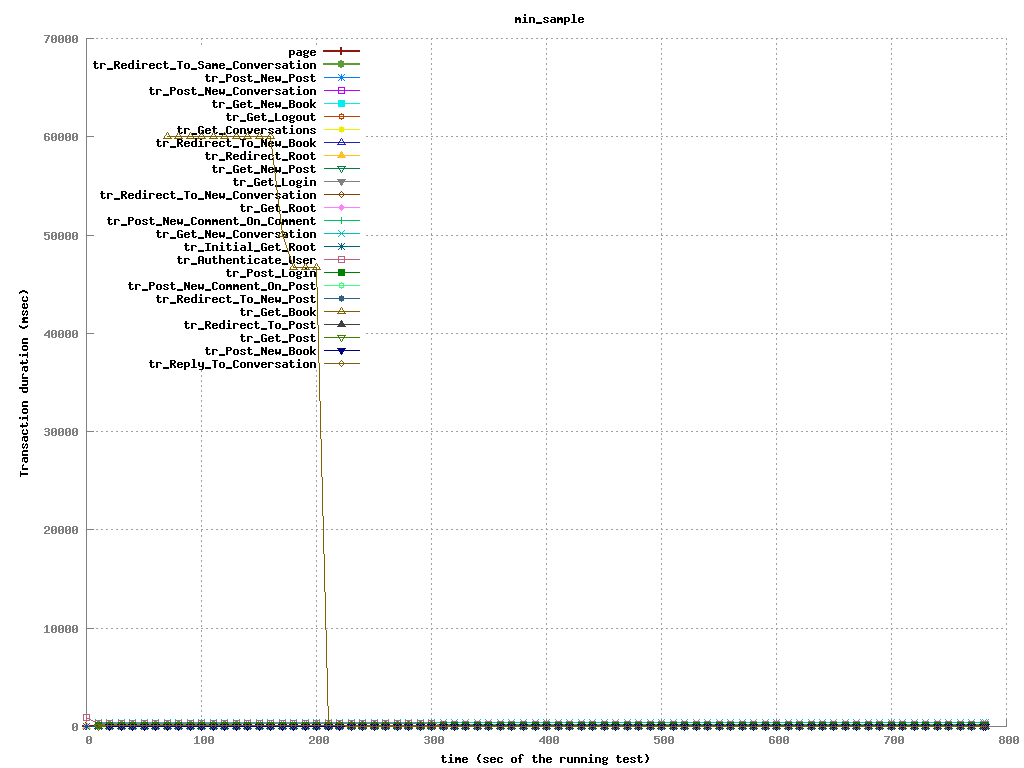 min_sample
70000
page
tr_Redirect_To_Same_Conversation
tr_Post_New_Post
tr_Post_New_Conversation
tr_Get_New_Book
tr_Get_Logout
tr_Get_Conversations
60000
tr_Redirect_To_New_Book
tr_Redirect_Root
tr_Get_New_Post
tr_Get_Login
tr_Redirect_To_New_Conversation
tr_Get_Root
tr_Post_New_Comment_On_Comment
tr_Get_New_Conversation
50000
tr_Initial_Get_Root
tr_Authenticate_User
tr_Post_Login
tr_Post_New_Comment_On_Post
tr_Redirect_To_New_Post
tr_Get_Book
tr_Redirect_To_Post
40000
tr_Get_Post
tr_Post_New_Book
tr_Reply_To_Conversation
Transaction duration (msec)
30000
20000
10000
0
0 100 200 300 400 500 600 700 800
time (sec of the running test)